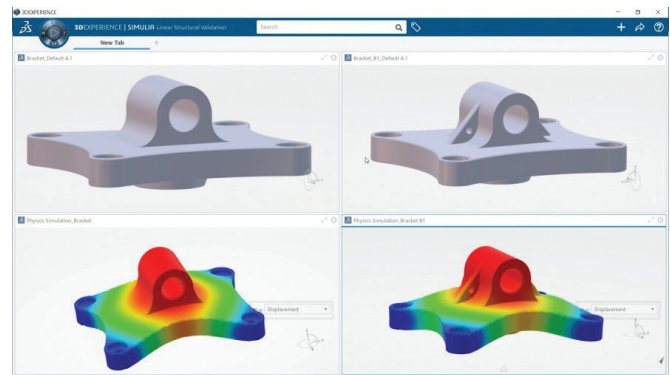 3DEXPERIENCE
3DEXPERIENCE | SIMULIA Linear Structural Validation
Search
New Tab
Bracket_Default A.1
Bracket_B1_Default A.1
Physics Simulation_Bracket
Displacement
Physics Simulation_Bracket B1
Displacement